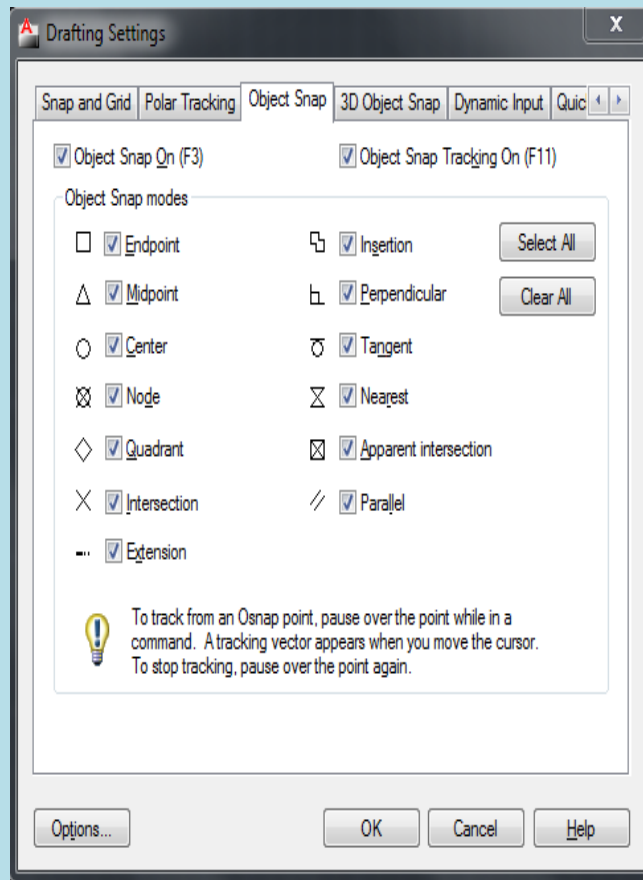 Drafting Settings
X
Snap and Grid Polar Tracking Object Snap 3D Object Snap Dynamic Input Quic
Object Snap On (F3) Object Snap Tracking On (F11)
Object Snap modes
Endpoint Insertion Select All
Midpoint Perpendicular Clear All
Center Tangent
Node Nearest
Quadrant Apparent intersection
Intersection Parallel
Extension
To track from an Osnap point, pause over the point while in a
command. A tracking vector appears when you move the cursor.
To stop tracking, pause over the point again.
Options... OK Cancel Help